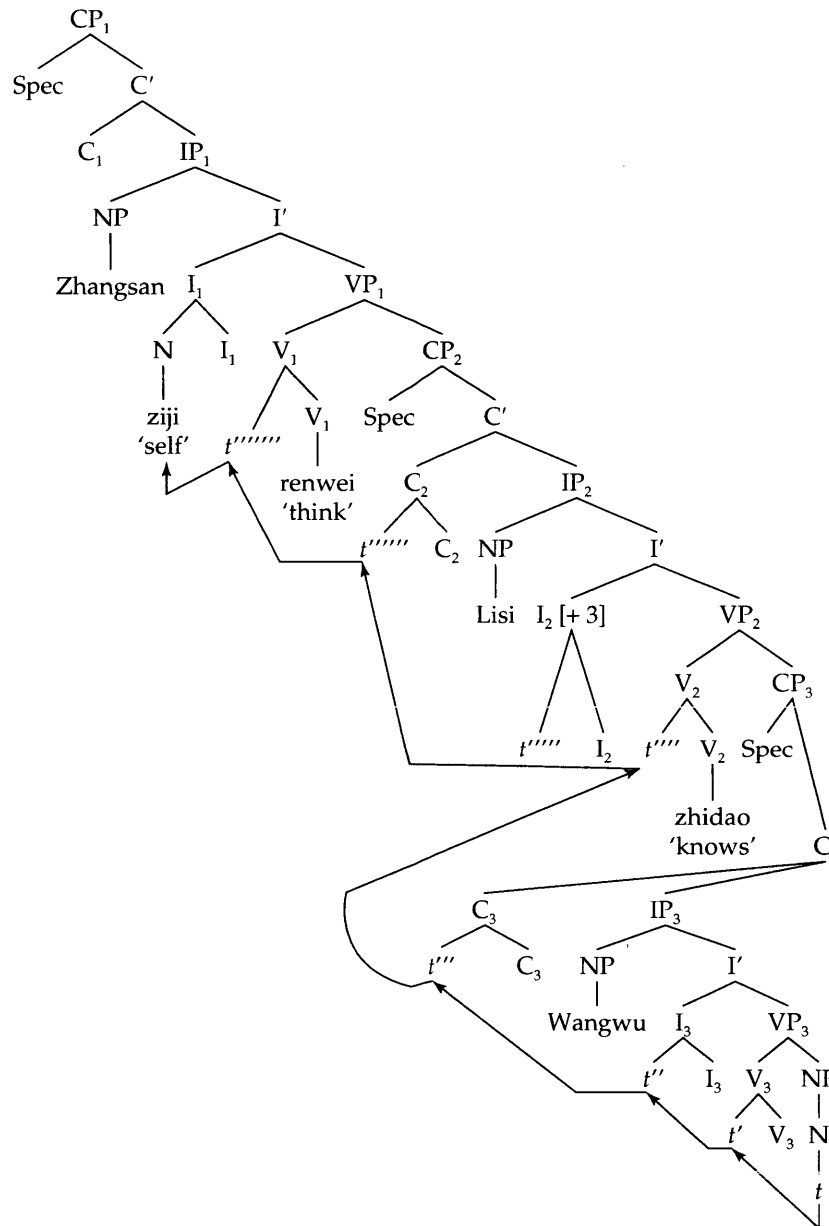 CP₁
Spec C′
C₁ IP₁
NP I′
Zhangsan I₁ VP₁
N I₁ V₁ CP₂
ziji V₁ Spec C′
‘self’ t′′′′′′′′
renwei C₂ IP₂
‘think’
t′′′′′′ C₂ NP I′
Lisi I₂ [+ 3] VP₂
V₂ CP₃
t′′′′′ I₂ t′′′′ V₂ Spec
zhidao
‘knows’
C₃ IP₃
t′′′ C₃ NP I′
Wangwu I₃ VP₃
t′′ I₃ V₃ NP
t′ V₃ N
t